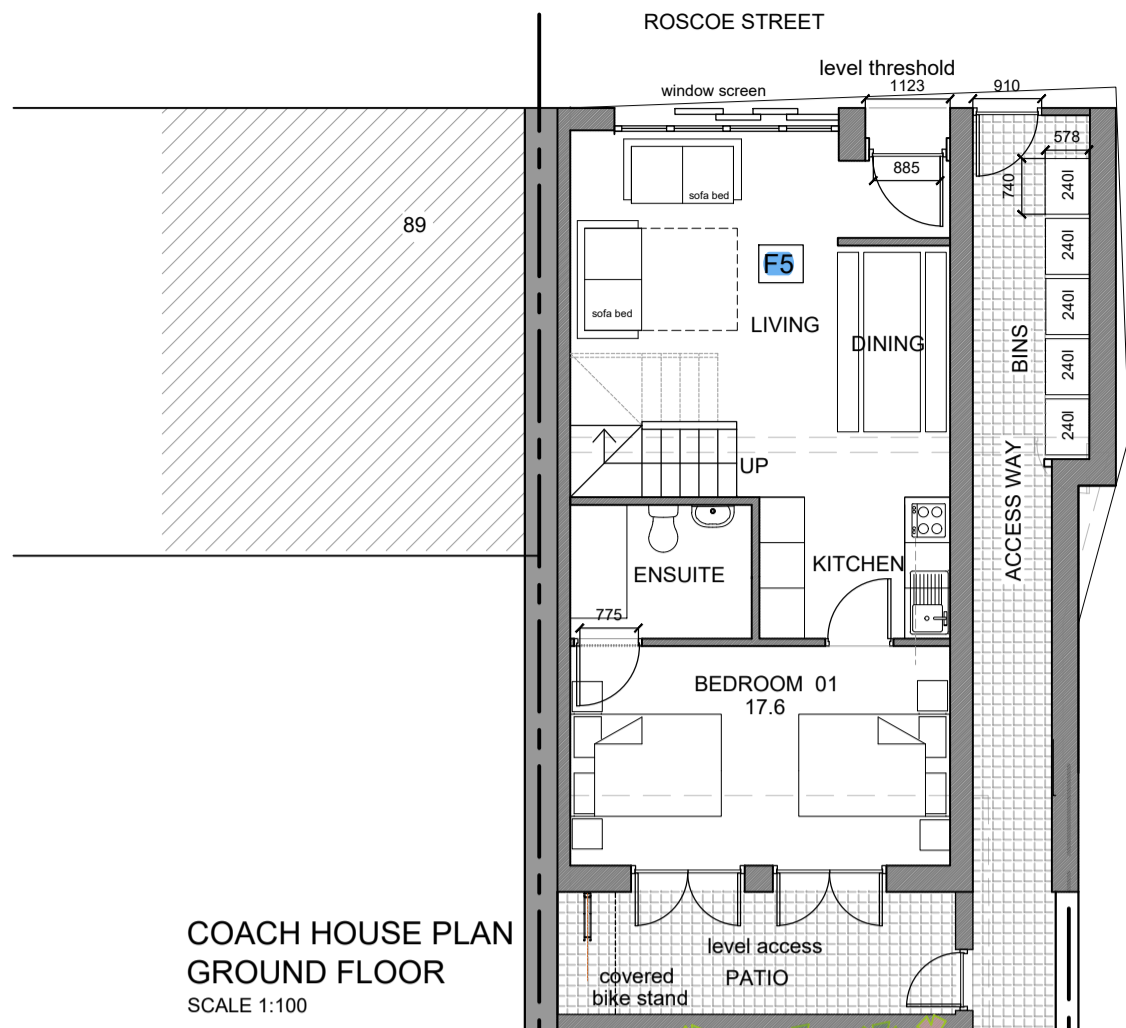 ROSCOE STREET
level threshold
window screen
1123
910
578
885
740
sofa bed
89
F5
sofa bed
LIVING
DINING
BINS
240l
240l
240l
240l
240l
UP
ACCESS WAY
ENSUITE
KITCHEN
775
BEDROOM 01
17.6
COACH HOUSE PLAN
GROUND FLOOR
SCALE 1:100
level access
PATIO
covered
bike stand